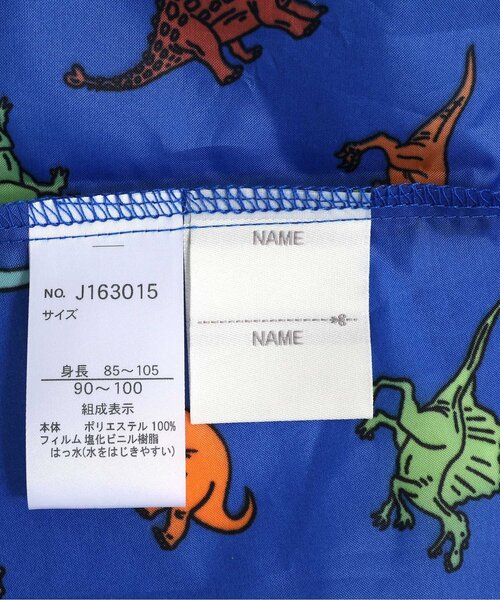 NO. J163015
サイズ
身長 85～105
90～100
組成表示
本体 ポリエステル 100%
フィルム 塩化ビニル樹脂
はっ水(水をはじきやすい)
NAME
NAME